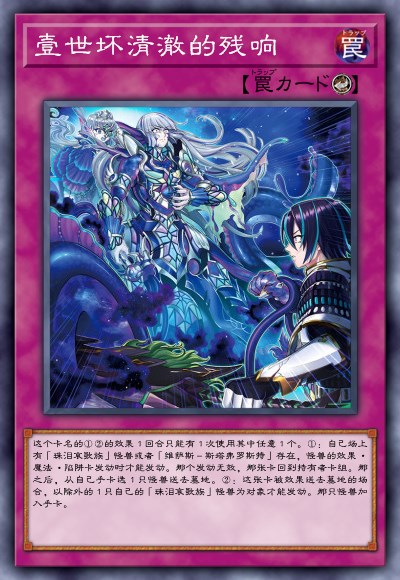 壹世坏清澈的残响
トラップ
罠
トラップ
【罠カード】
这个卡名的①②的效果1回合只能有1次使用其中任意1个。①：自己场上
有「珠泪哀歌族」怪兽或者「维萨斯-斯塔弗罗斯特」存在，怪兽的效果·
魔法·陷阱卡发动时才能发动。那个发动无效，那张卡回到持有者卡组。那
之后，从自己手卡选1只怪兽送去墓地。②：这张卡被效果送去墓地的场
合，以除外的1只自己的「珠泪哀歌族」怪兽为对象才能发动。那只怪兽加
入手卡。